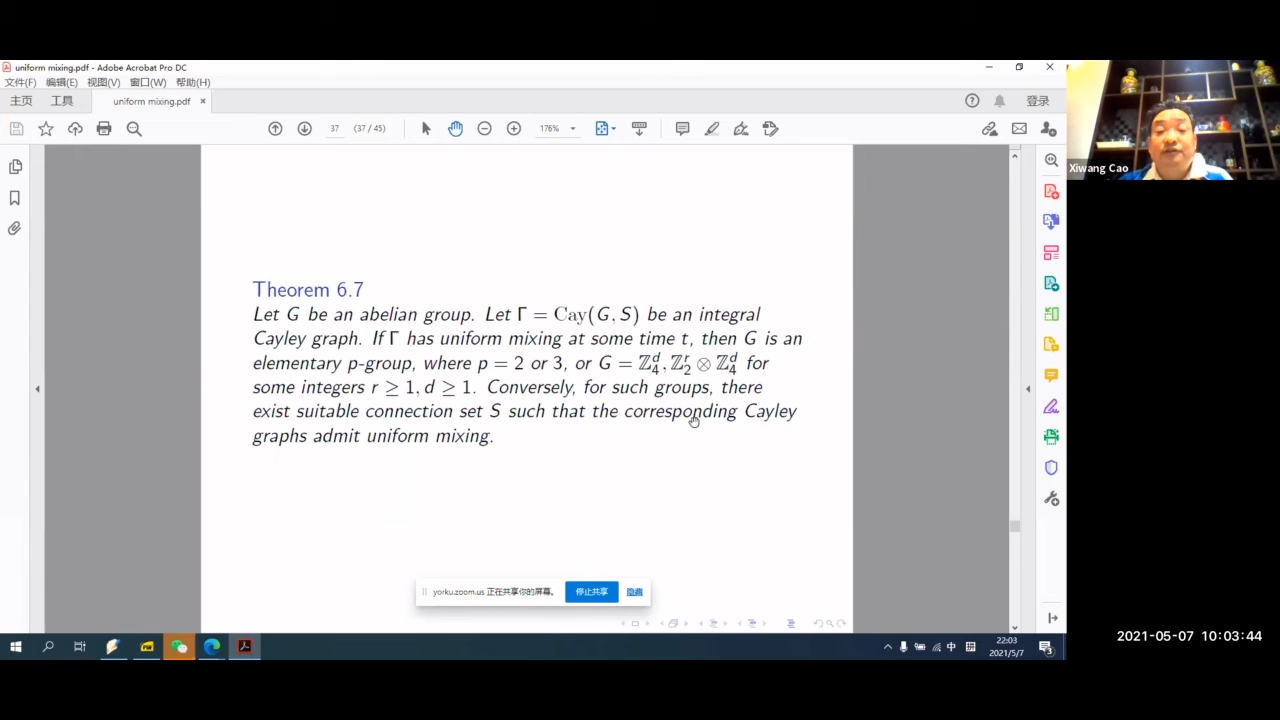 uniform mixing.pdf - Adobe Acrobat Pro DC
文件(F) 编辑(E) 视图(V) 窗口(W) 帮助(H)
主页 工具 uniform mixing.pdf × 登录
37 (37 / 45) 176%
Xiwang Cao
Theorem 6.7
Let G be an abelian group. Let Γ = Cay(G, S) be an integral
Cayley graph. If Γ has uniform mixing at some time t, then G is an
elementary p-group, where p = 2 or 3, or G = ℤ₄ᵈ, ℤ₂ʳ ⊗ ℤ₄ᵈ for
some integers r ≥ 1, d ≥ 1. Conversely, for such groups, there
exist suitable connection set S such that the corresponding Cayley
graphs admit uniform mixing.
yorku.zoom.us 正在共享你的屏幕。 停止共享 隐藏
中 拼 22:03
2021/5/7
3
2021-05-07 10:03:44